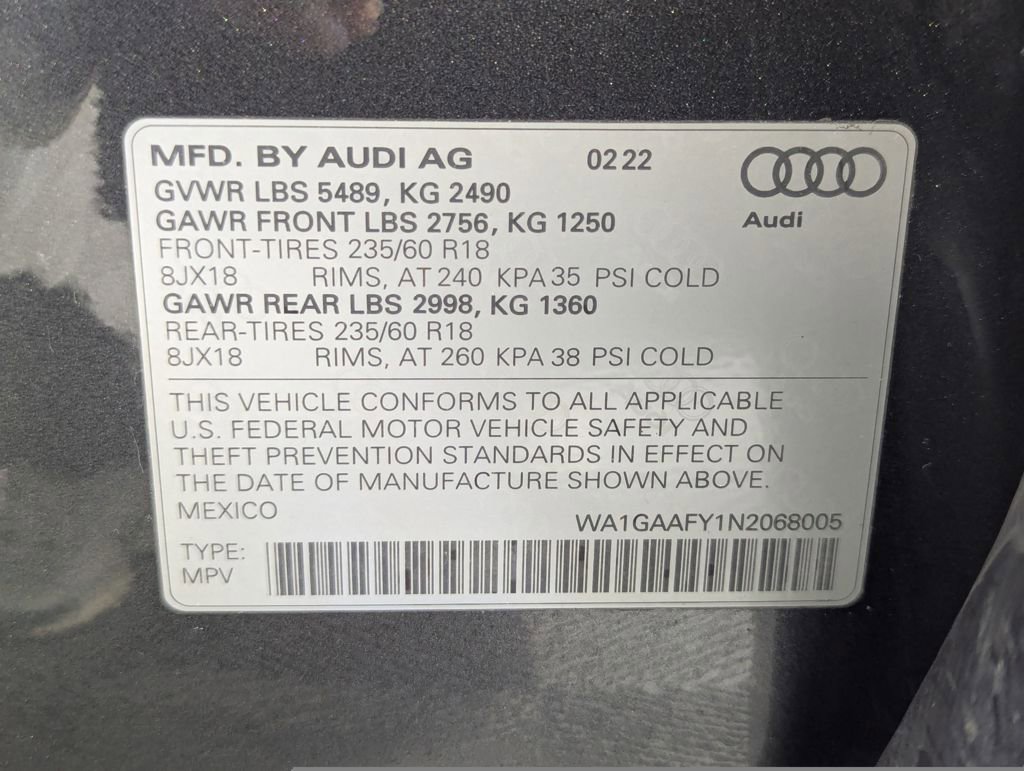 MFD. BY AUDI AG 02 22
GVWR LBS 5489, KG 2490
GAWR FRONT LBS 2756, KG 1250
Audi
FRONT-TIRES 235/60 R18
8JX18 RIMS, AT 240 KPA 35 PSI COLD
GAWR REAR LBS 2998, KG 1360
REAR-TIRES 235/60 R18
8JX18 RIMS, AT 260 KPA 38 PSI COLD
THIS VEHICLE CONFORMS TO ALL APPLICABLE
U.S. FEDERAL MOTOR VEHICLE SAFETY AND
THEFT PREVENTION STANDARDS IN EFFECT ON
THE DATE OF MANUFACTURE SHOWN ABOVE.
MEXICO
WA1GAAFY1N2068005
TYPE:
MPV